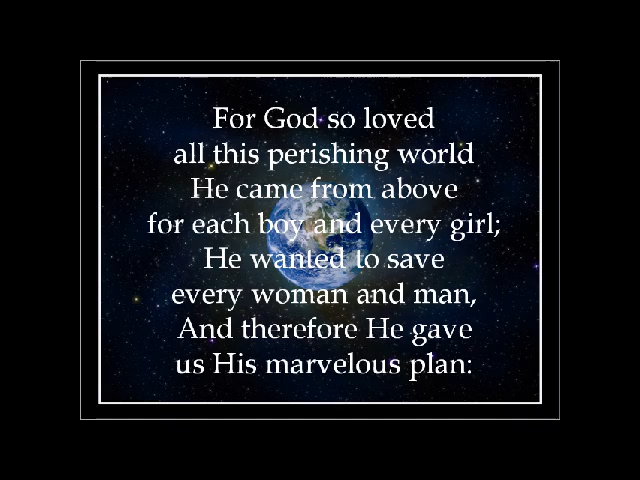 For God so loved
all this perishing world
He came from above
for each boy and every girl;
He wanted to save
every woman and man,
And therefore He gave
us His marvelous plan: